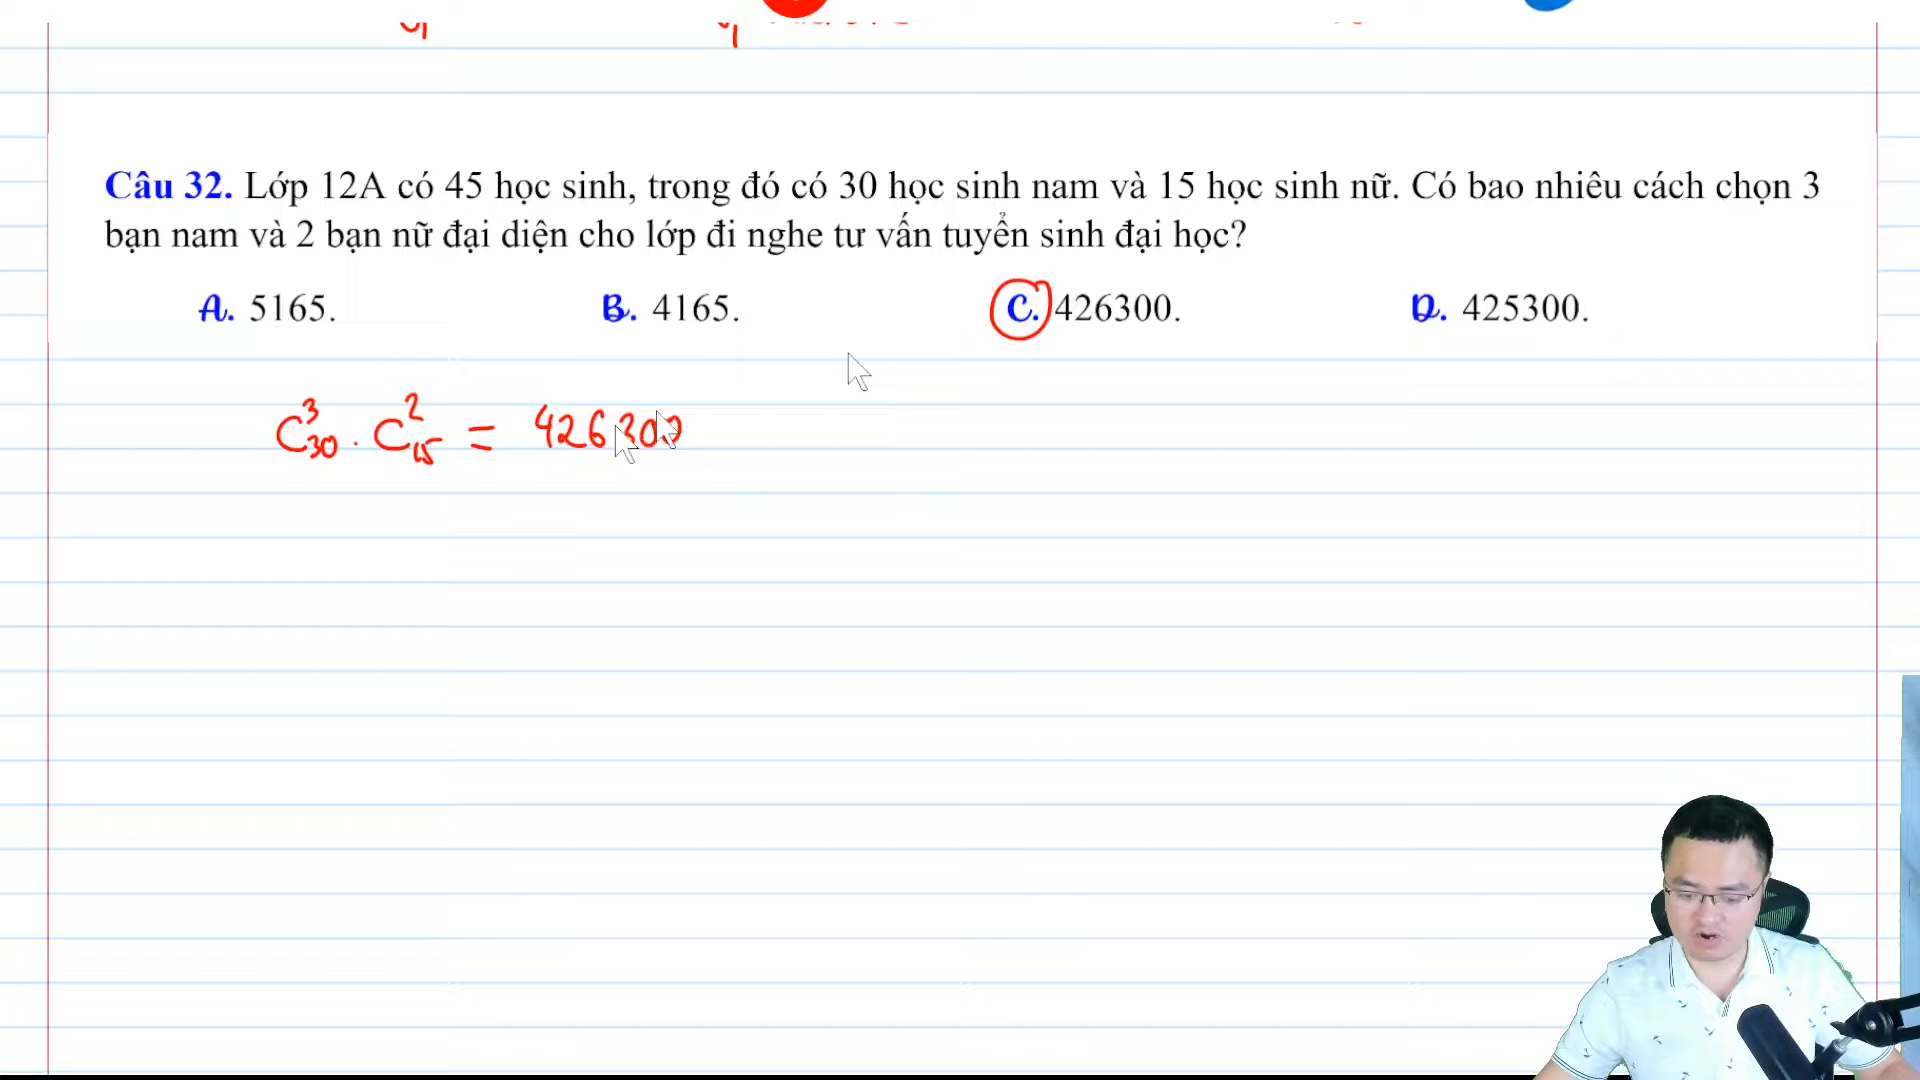 Câu 32. Lớp 12A có 45 học sinh, trong đó có 30 học sinh nam và 15 học sinh nữ. Có bao nhiêu cách chọn 3
bạn nam và 2 bạn nữ đại diện cho lớp đi nghe tư vấn tuyển sinh đại học?
A. 5165. B. 4165. C. 426300. D. 425300.
C³₃₀ . C²₁₅ = 426300